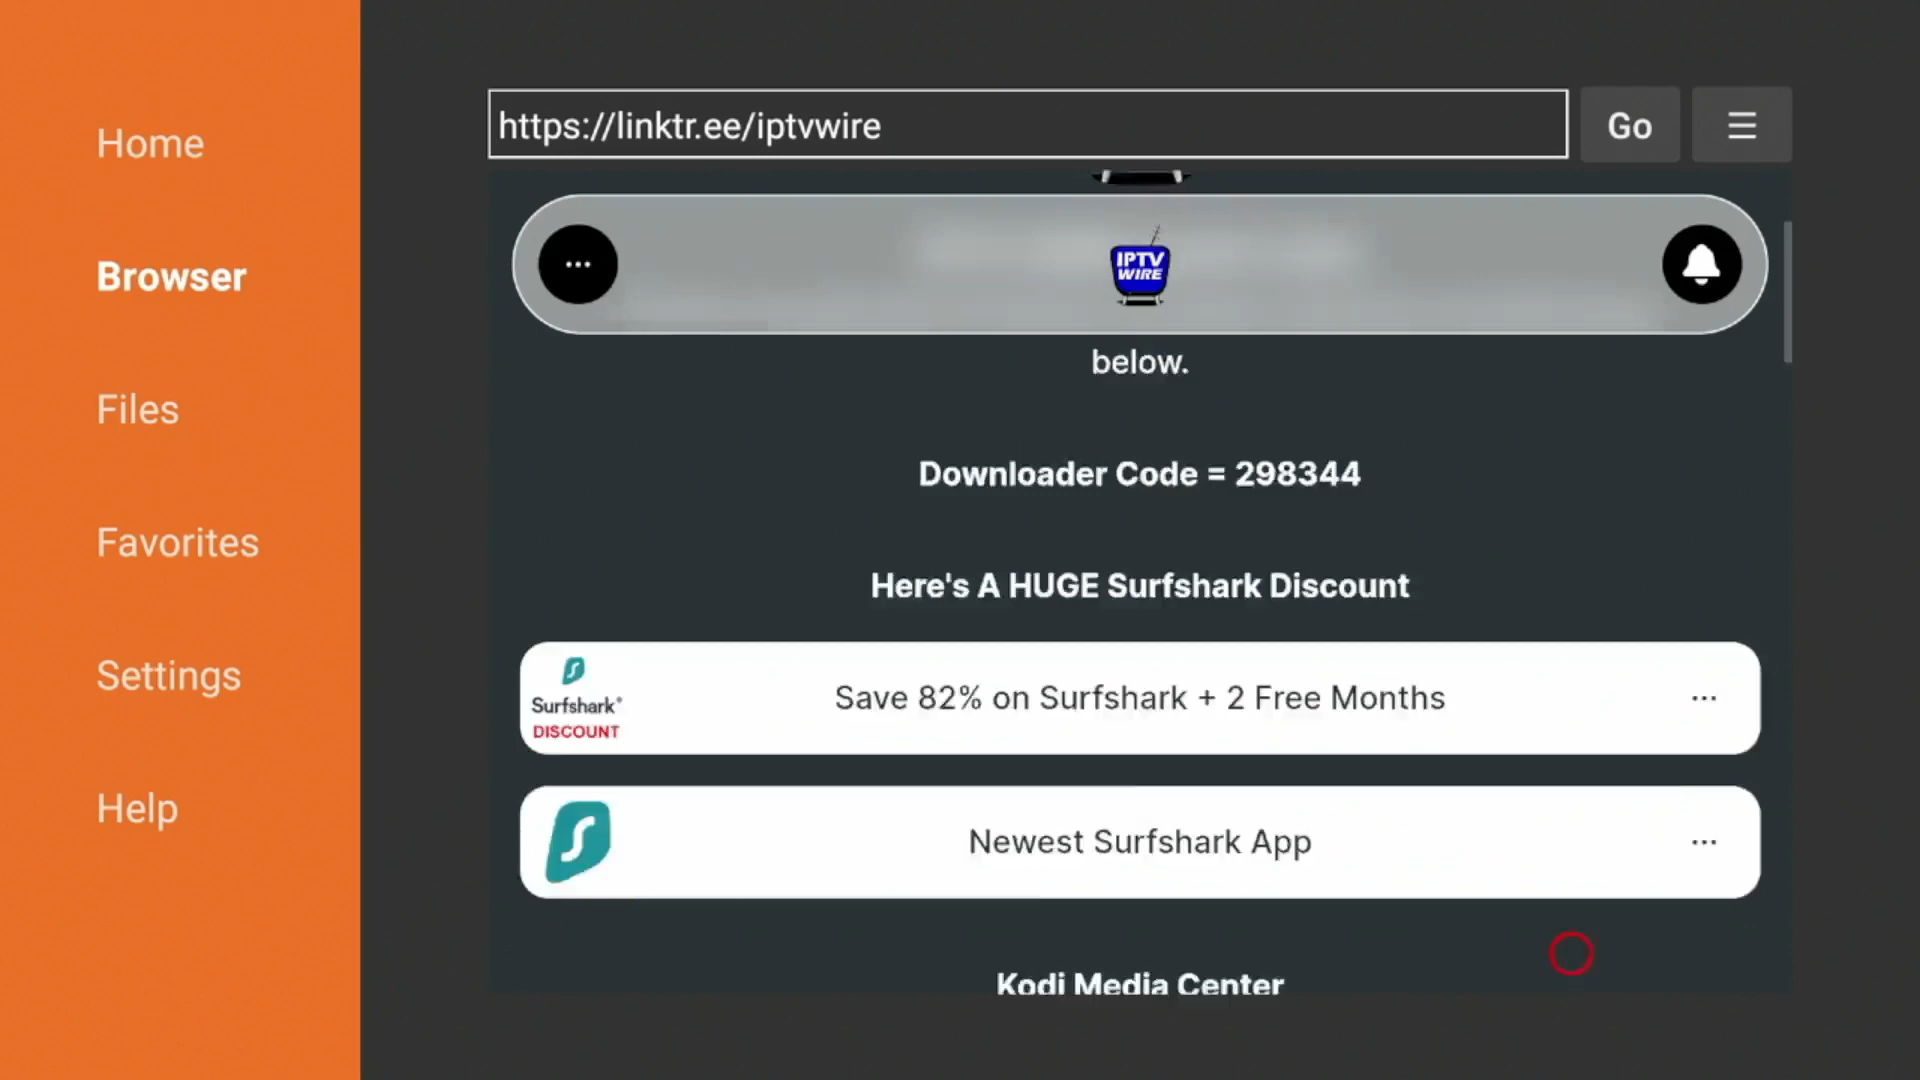 Home
Browser
Files
Favorites
Settings
Help
https://linktr.ee/iptvwire
Go
IPTV
WIRE
below.
Downloader Code = 298344
Here's A HUGE Surfshark Discount
Surfshark®
DISCOUNT
Save 82% on Surfshark + 2 Free Months
Newest Surfshark App
Kodi Media Center